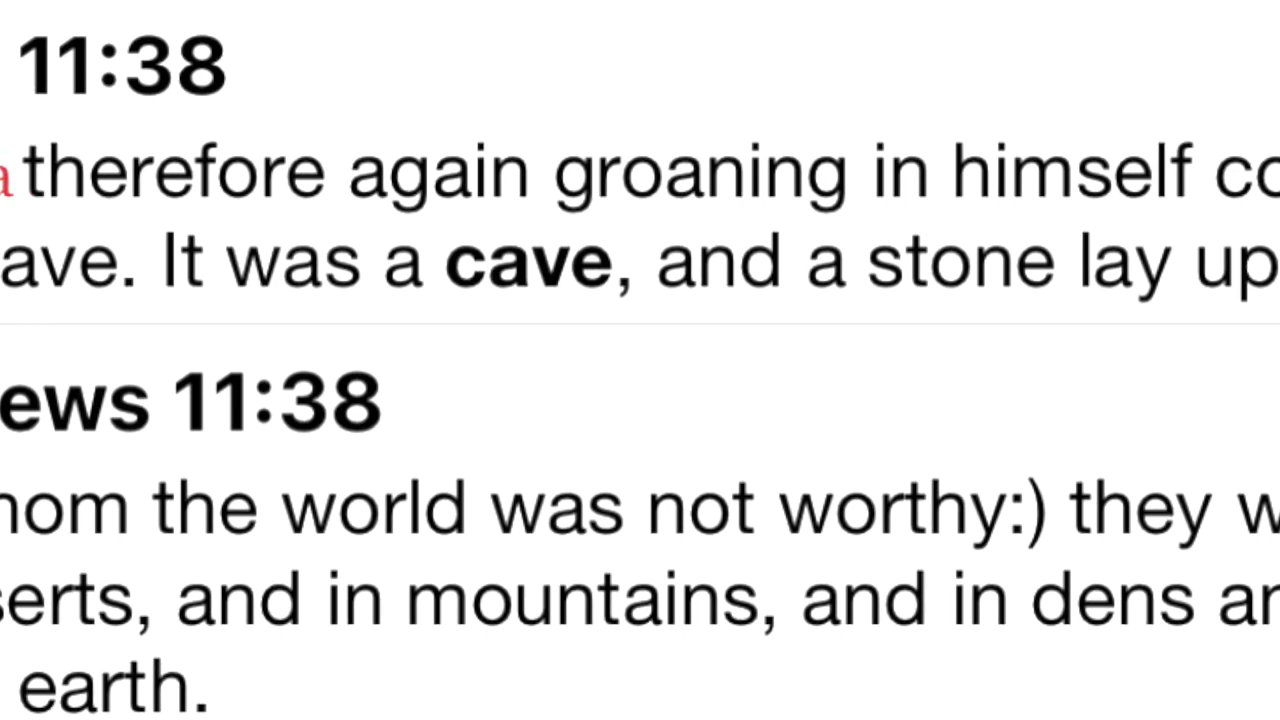 11:38
a therefore again groaning in himself co
ave. It was a cave, and a stone lay up
ews 11:38
hom the world was not worthy:) they w
serts, and in mountains, and in dens an
earth.